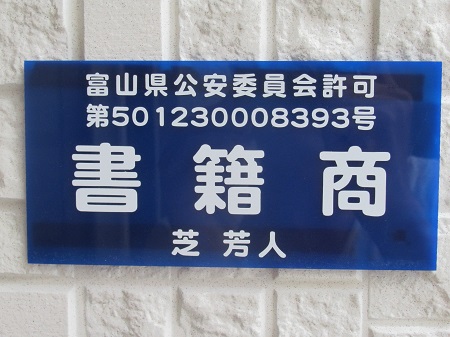 富山県公安委員会許可
第501230008393号
書籍商
芝芳人